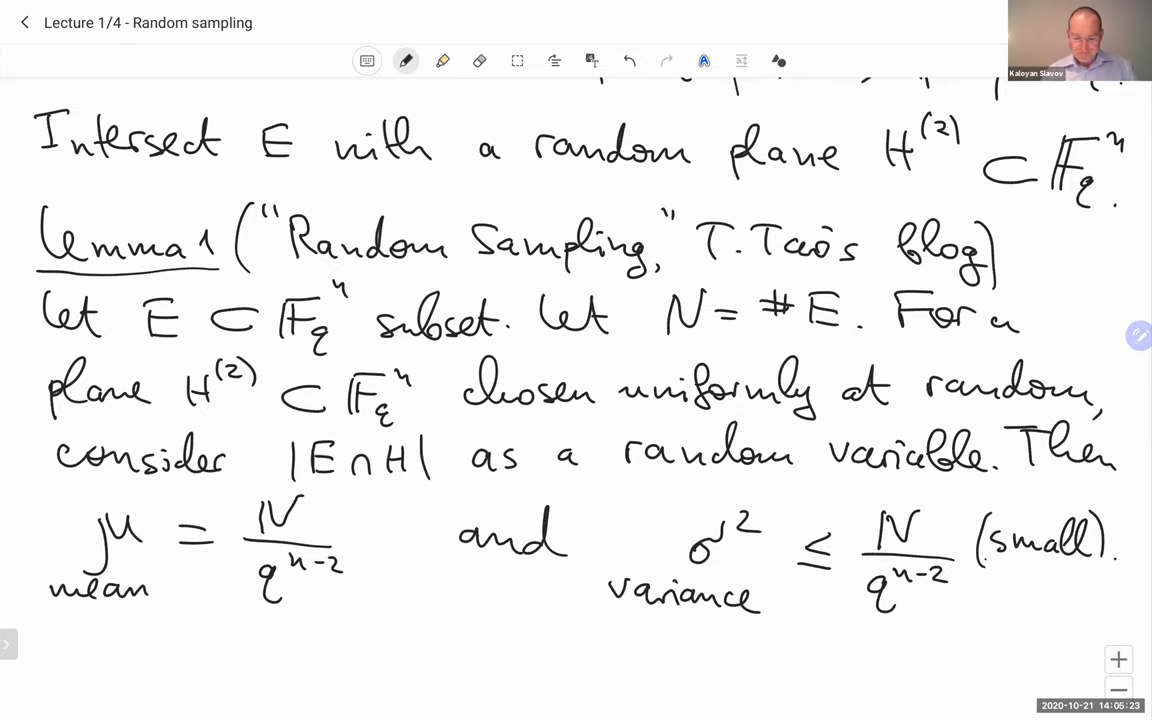 Lecture 1/4 - Random sampling
Kaloyan Slavov
Intersect E with a random plane H^(2) ⊂ 𝔽_q^n.
Lemma 1 ("Random Sampling," T. Tao's blog)
Let E ⊂ 𝔽_q^n subset. Let N = #E. For a
plane H^(2) ⊂ 𝔽_q^n chosen uniformly at random,
consider |E ∩ H| as a random variable. Then
μ = N/q^(n-2) and σ² ≤ N/q^(n-2) (small).
mean variance
2020-10-21 14:05:23